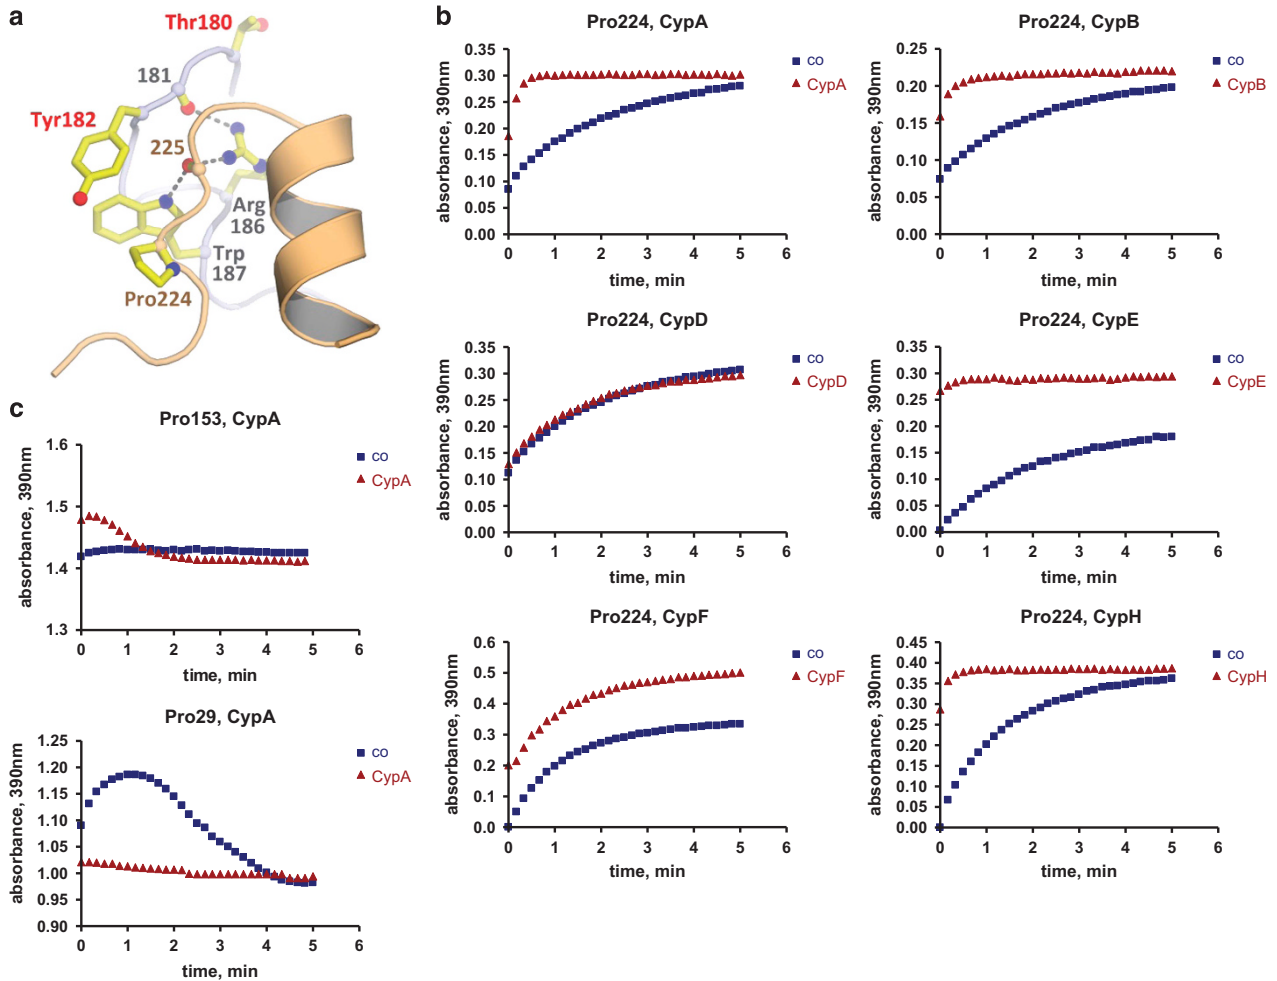 a
Thr180
181
Tyr182
225
Arg
186
Trp
187
Pro224
b
Pro224, CypA
absorbance, 390nm
0.35
0.30
0.25
0.20
0.15
0.10
0.05
0.00
0 1 2 3 4 5 6
time, min
co
CypA
Pro224, CypB
absorbance, 390nm
0.25
0.20
0.15
0.10
0.05
0.00
0 1 2 3 4 5 6
time, min
co
CypB
Pro224, CypD
absorbance, 390nm
0.35
0.30
0.25
0.20
0.15
0.10
0.05
0.00
0 1 2 3 4 5 6
time, min
co
CypD
Pro224, CypE
absorbance, 390nm
0.35
0.30
0.25
0.20
0.15
0.10
0.05
0.00
0 1 2 3 4 5 6
time, min
co
CypE
Pro224, CypF
absorbance, 390nm
0.6
0.5
0.4
0.3
0.2
0.1
0.0
0 1 2 3 4 5 6
time, min
co
CypF
Pro224, CypH
absorbance, 390nm
0.45
0.40
0.35
0.30
0.25
0.20
0.15
0.10
0.05
0.00
0 1 2 3 4 5 6
time, min
co
CypH
c
Pro153, CypA
absorbance, 390nm
1.6
1.5
1.4
1.3
0 1 2 3 4 5 6
time, min
co
CypA
Pro29, CypA
absorbance, 390nm
1.25
1.20
1.15
1.10
1.05
1.00
0.95
0.90
0 1 2 3 4 5 6
time, min
co
CypA